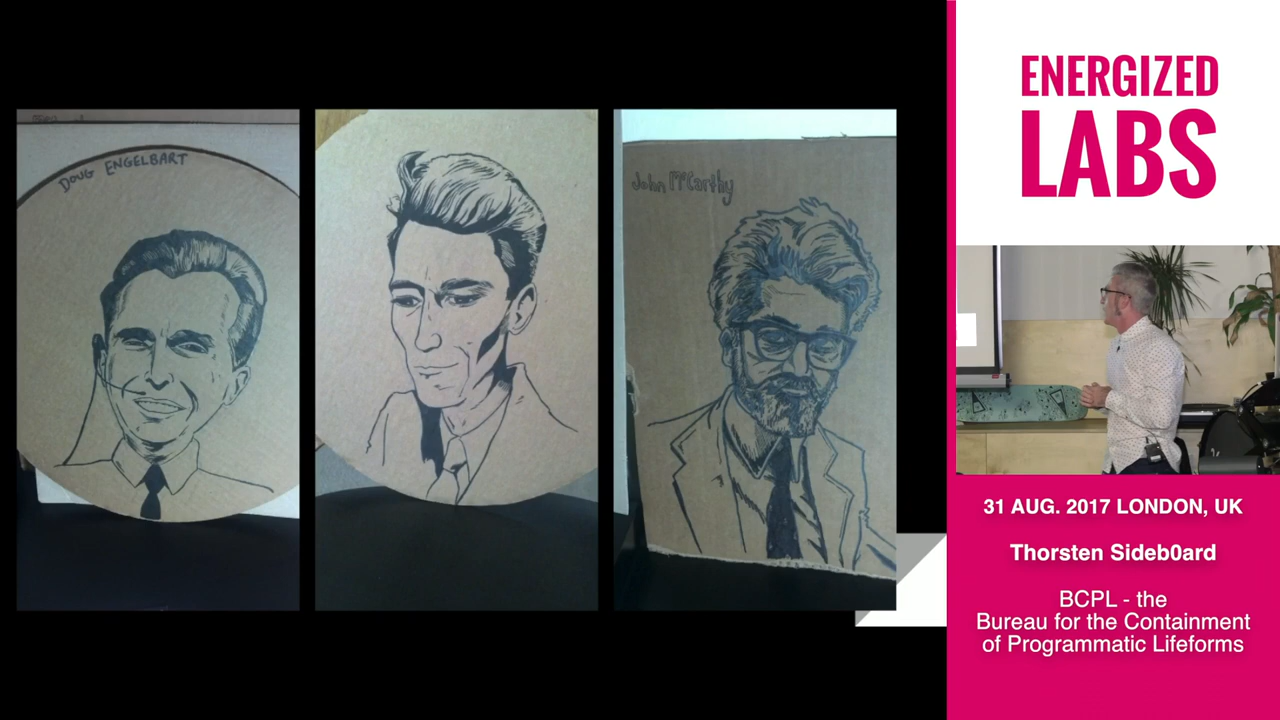 DOUG ENGELBART
John McCarthy
ENERGIZED
LABS
31 AUG. 2017 LONDON, UK
Thorsten Sideb0ard
BCPL - the
Bureau for the Containment
of Programmatic Lifeforms